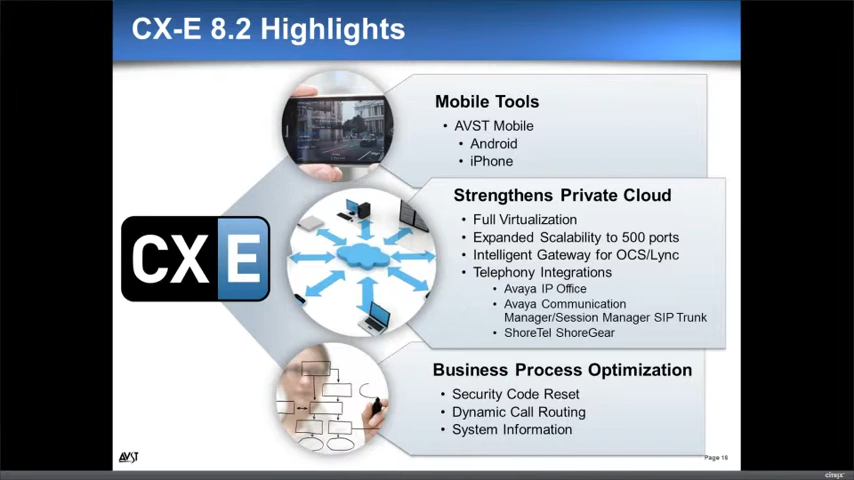 CX-E 8.2 Highlights
Mobile Tools
• AVST Mobile
• Android
• iPhone
Strengthens Private Cloud
• Full Virtualization
• Expanded Scalability to 500 ports
• Intelligent Gateway for OCS/Lync
• Telephony Integrations
• Avaya IP Office
• Avaya Communication
Manager/Session Manager SIP Trunk
• ShoreTel ShoreGear
CX E
Business Process Optimization
• Security Code Reset
• Dynamic Call Routing
• System Information
AVST
Page 16
citrix